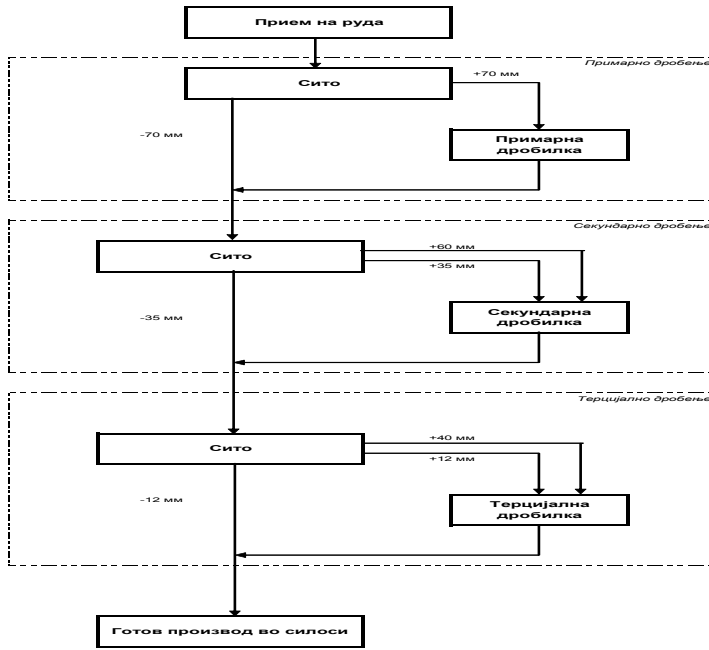 Прием на руда
Примарно дробење
Сито
+70 мм
-70 мм
Примарна
дробилка
Секундарно дробење
Сито
+60 мм
+35 мм
-35 мм
Секундарна
дробилка
Терцијално дробење
Сито
+40 мм
+12 мм
-12 мм
Терцијална
дробилка
Готов производ во силоси